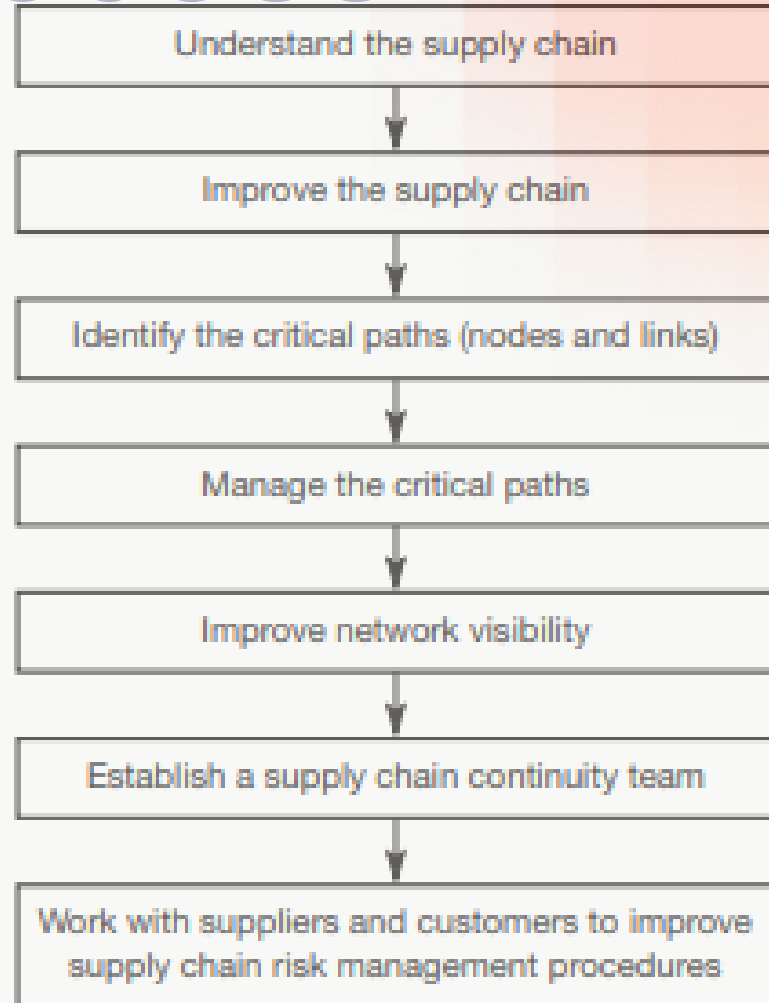 Understand the supply chain
Improve the supply chain
Identify the critical paths (nodes and links)
Manage the critical paths
Improve network visibility
Establish a supply chain continuity team
Work with suppliers and customers to improve
supply chain risk management procedures